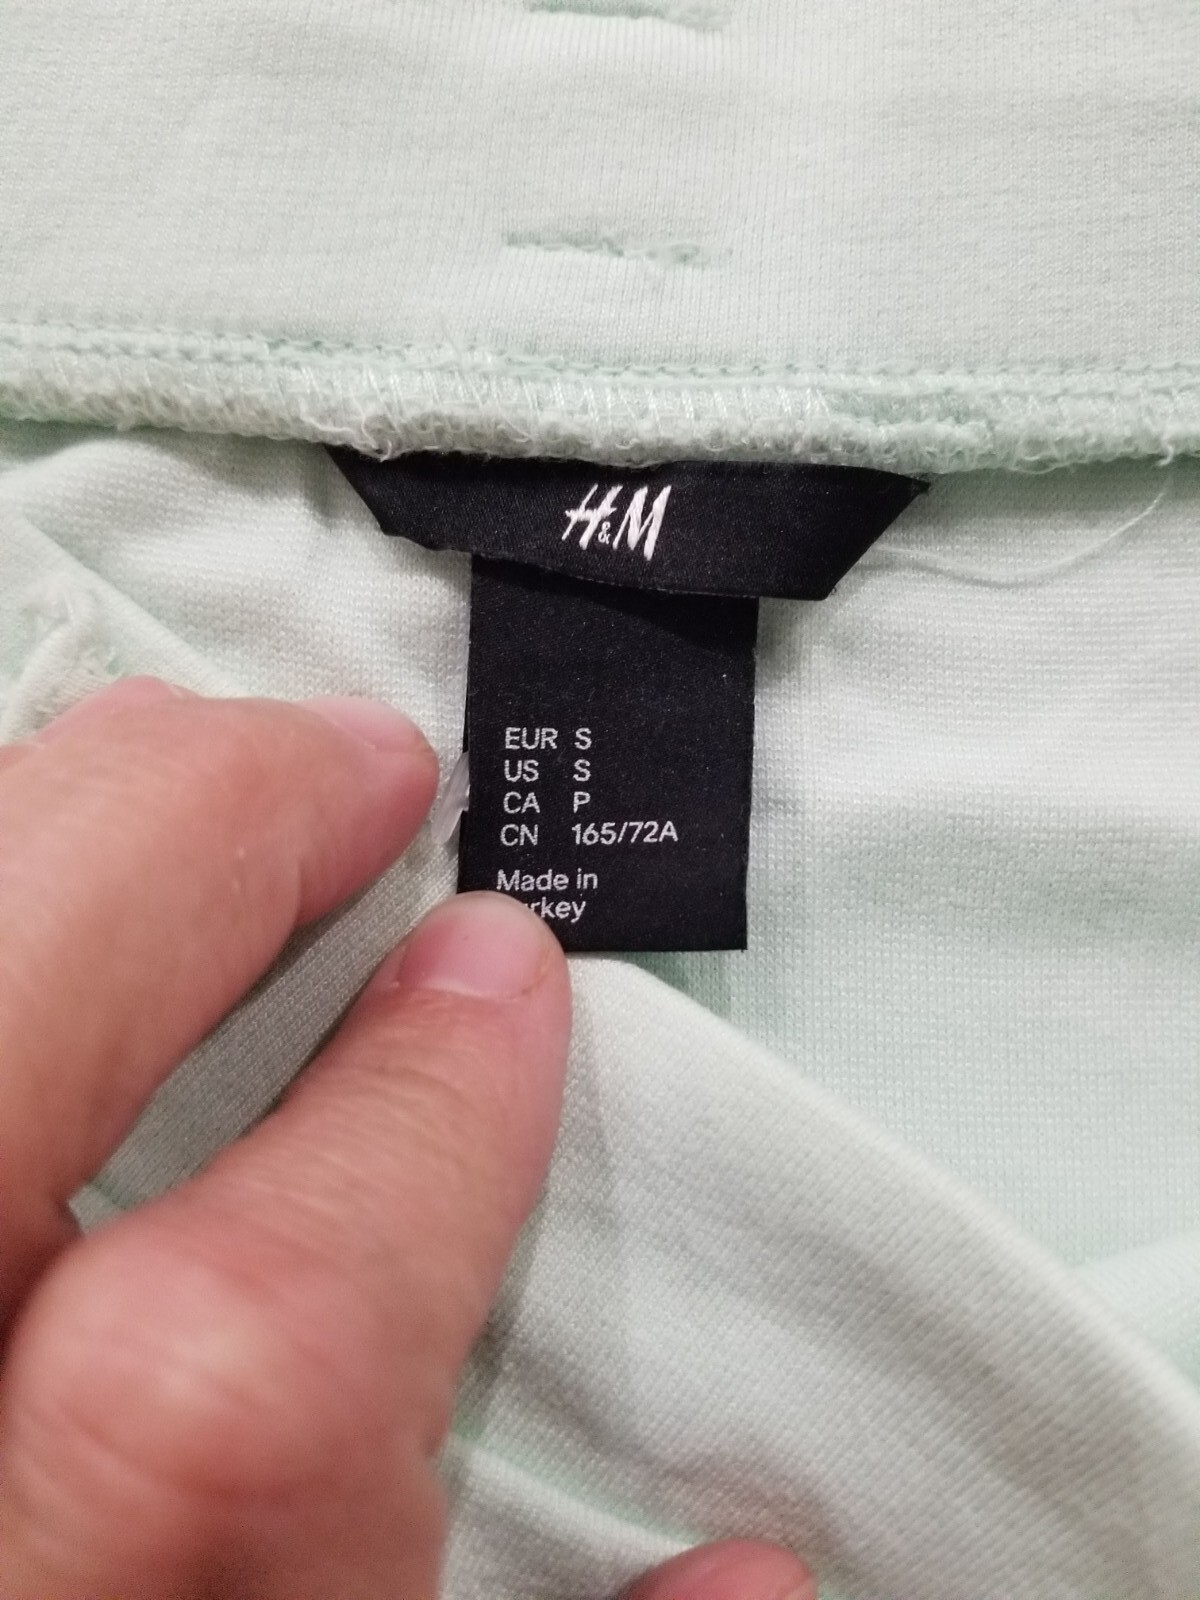 H&M
EUR S
US S
CA P
CN 165/72A
Made in